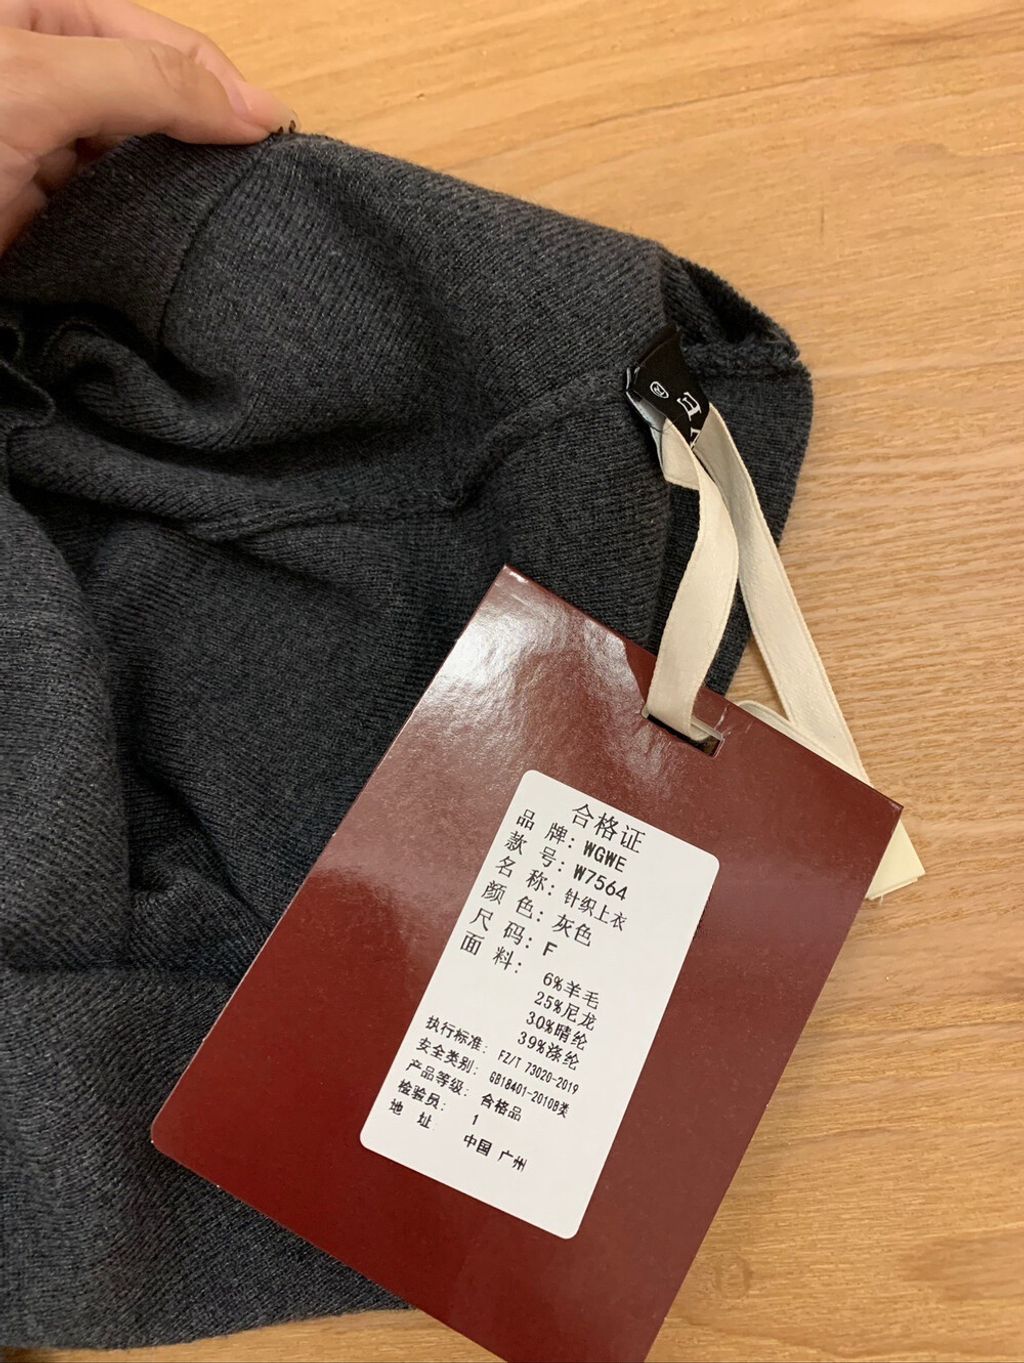 ®
合格证
品 牌: WGWE
款 号: W7564
名 称: 针织上衣
颜 色: 灰色
尺 码: F
面 料:
6%羊毛
25%尼龙
30%晴纶
39%涤纶
执行标准: FZ/T 73020-2019
安全类别: GB18401-2010B类
产品等级: 合格品
检验员: 1
地 址 中国 广州